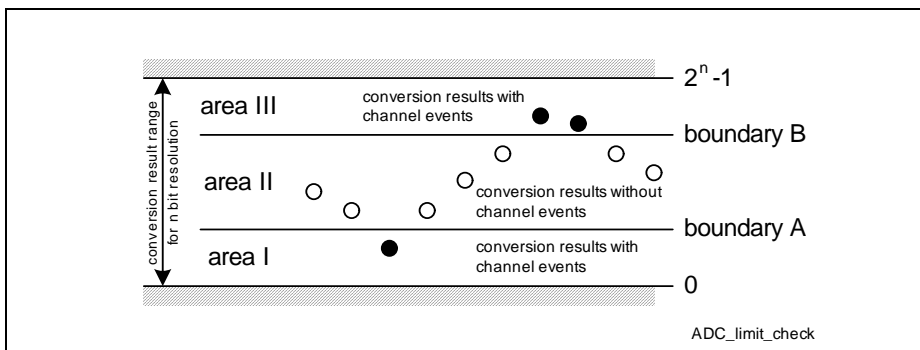 2ⁿ-1
area III
conversion results with
channel events
boundary B
conversion result range
for n bit resolution
area II
conversion results without
channel events
boundary A
area I
conversion results with
channel events
0
ADC_limit_check